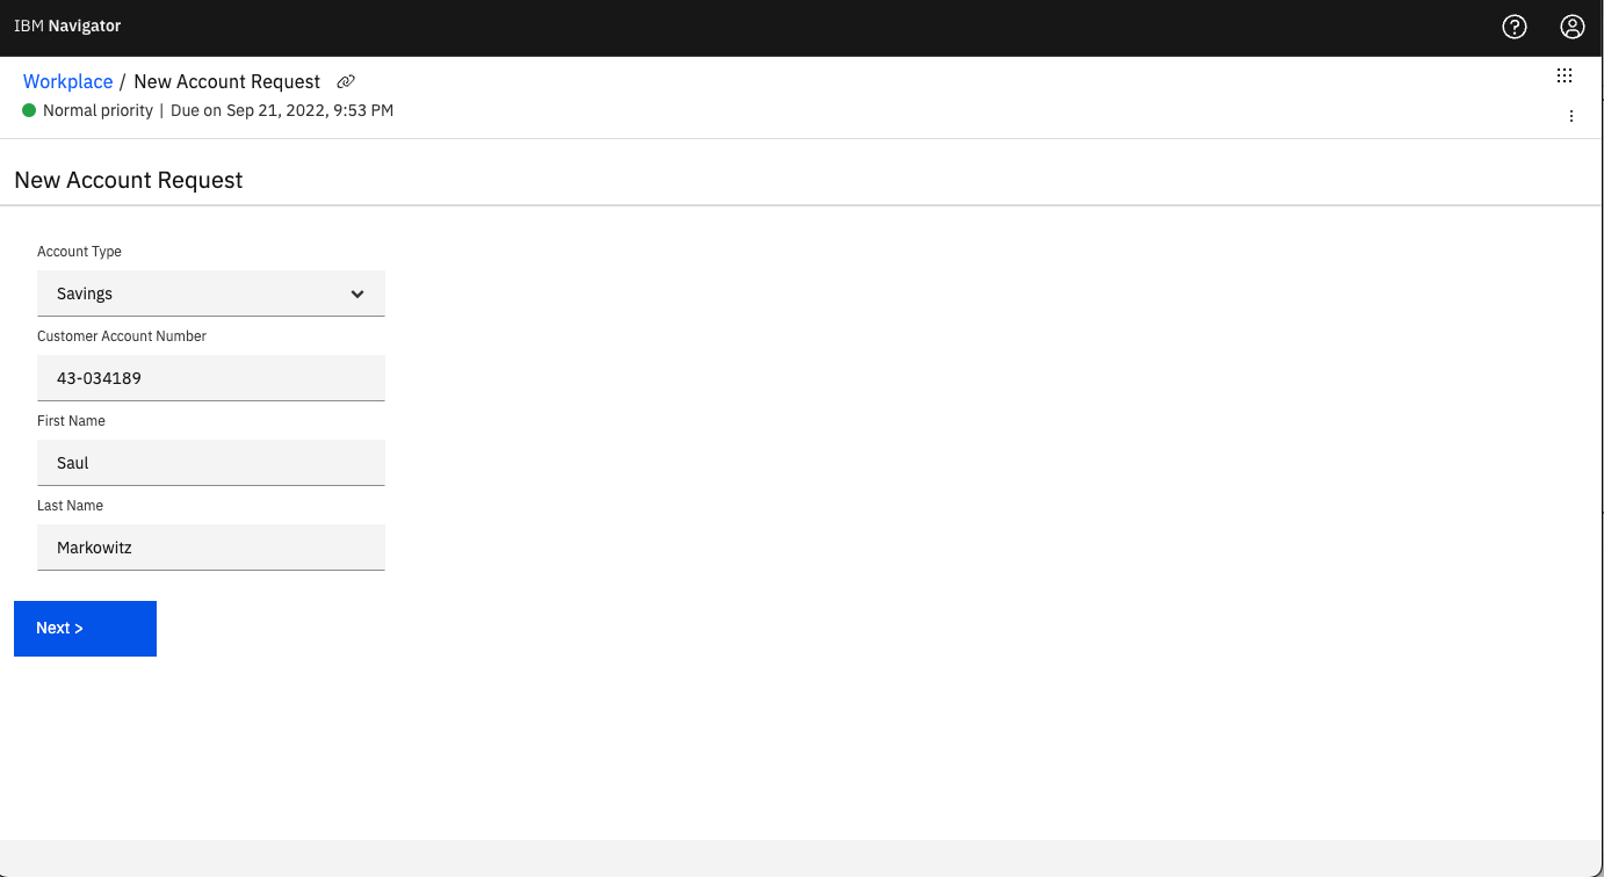 IBM Navigator
Workplace / New Account Request
Normal priority | Due on Sep 21, 2022, 9:53 PM
New Account Request
Account Type
Savings
Customer Account Number
43-034189
First Name
Saul
Last Name
Markowitz
Next >